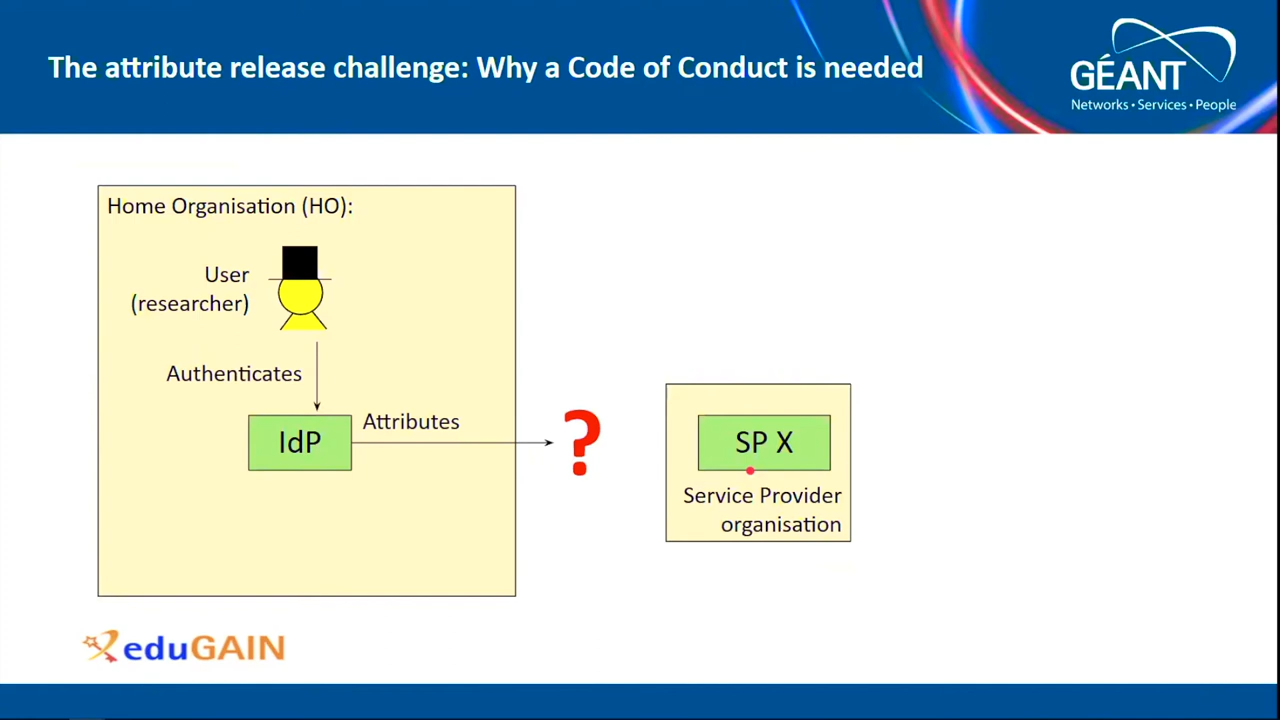 The attribute release challenge: Why a Code of Conduct is needed
GÉANT
Networks • Services • People
Home Organisation (HO):
User
(researcher)
Authenticates
IdP
Attributes
?
SP X
Service Provider
organisation
eduGAIN